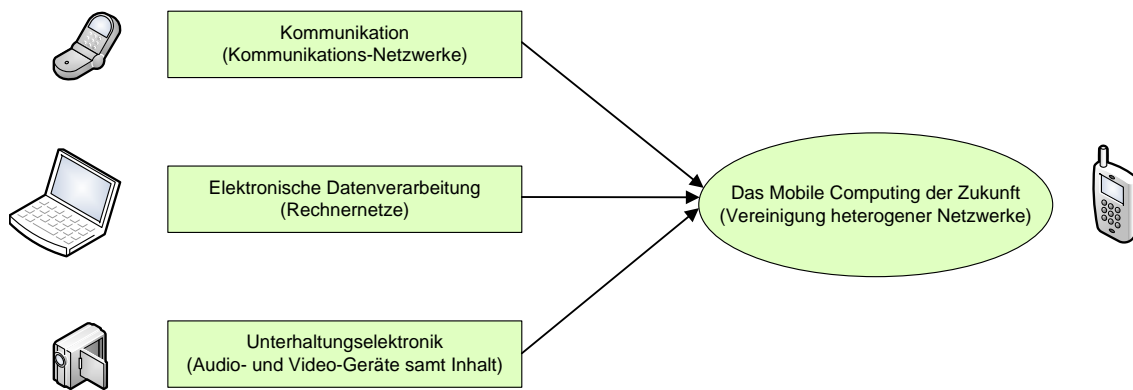 Kommunikation
(Kommunikations-Netzwerke)
Elektronische Datenverarbeitung
(Rechnernetze)
Unterhaltungselektronik
(Audio- und Video-Geräte samt Inhalt)
Das Mobile Computing der Zukunft
(Vereinigung heterogener Netzwerke)